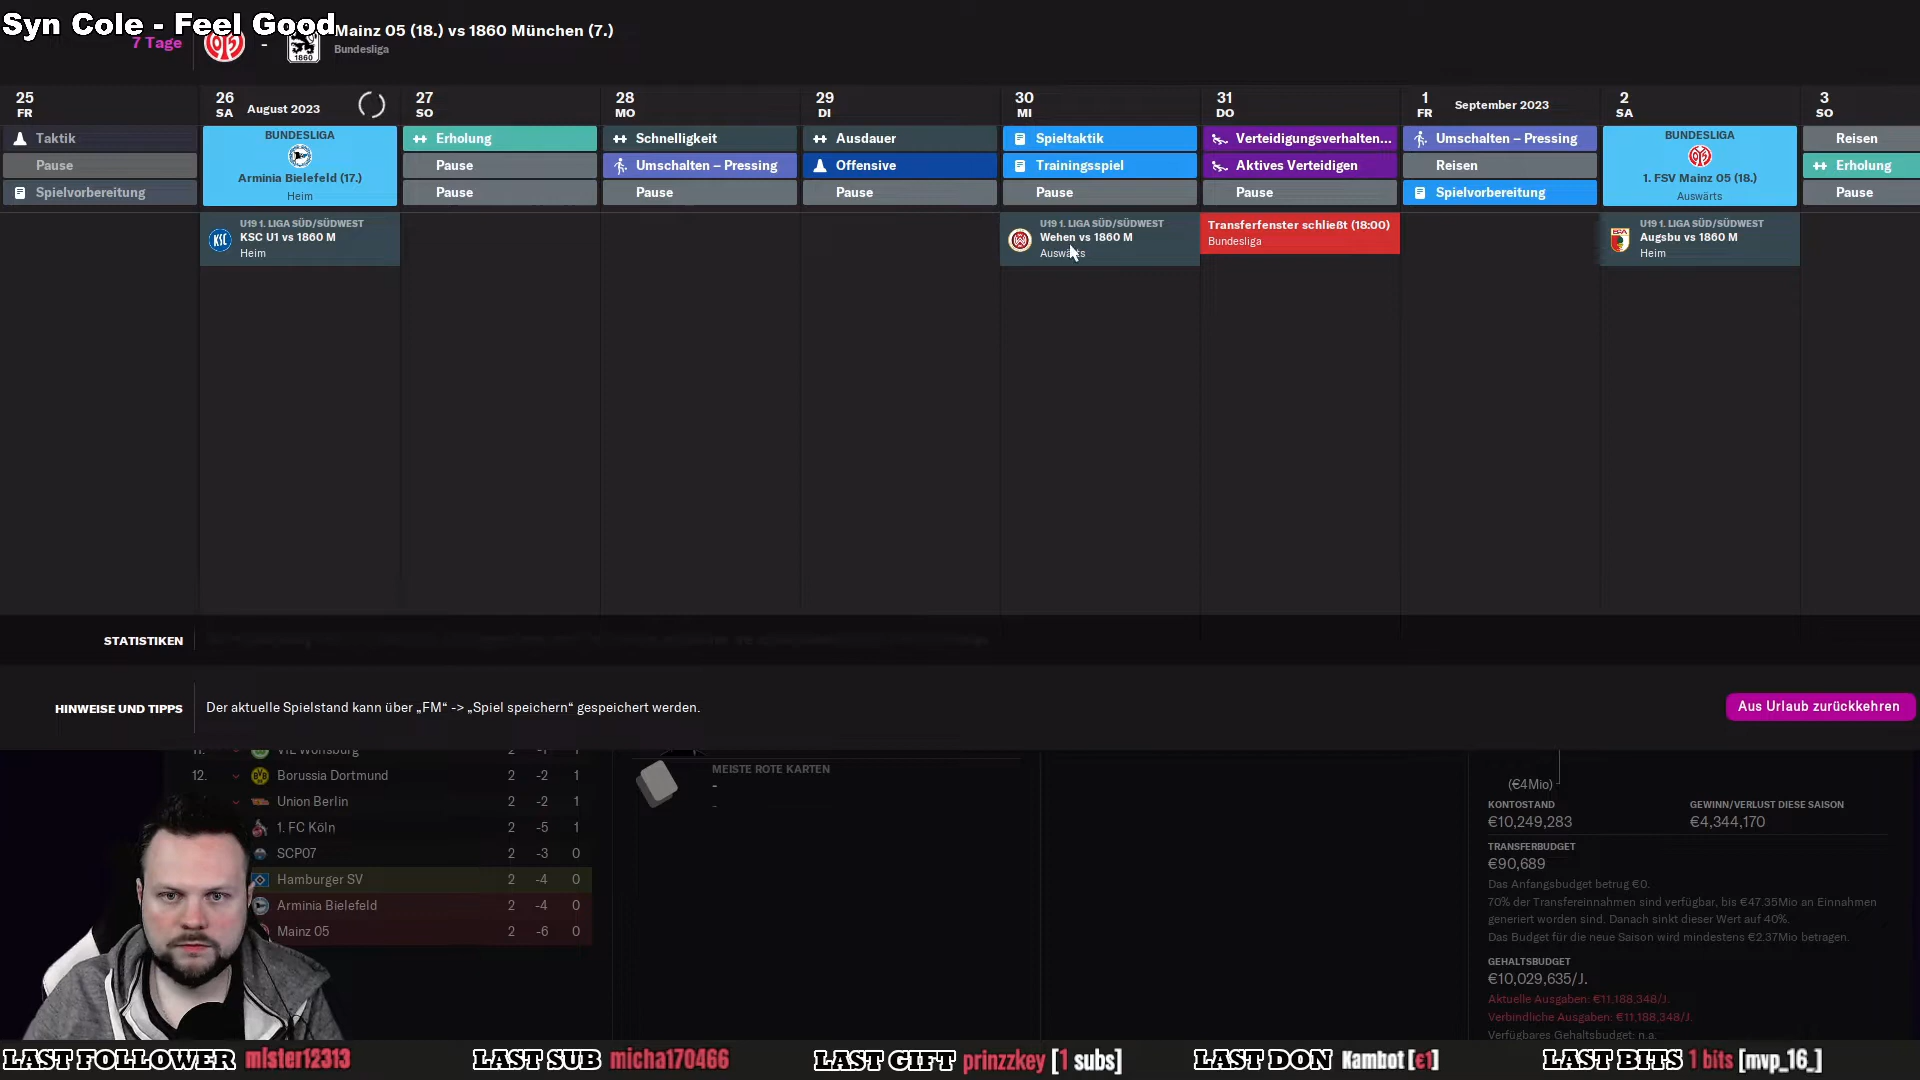 Syn Cole - Feel Good
7 Tage
Mainz 05 (18.) vs 1860 München (7.)
Bundesliga
25
FR
26
SA
August 2023
27
SO
28
MO
29
DI
30
MI
31
DO
1
FR
September 2023
2
SA
3
SO
Taktik
Pause
Spielvorbereitung
BUNDESLIGA
Arminia Bielefeld (17.)
Heim
Erholung
Pause
Pause
Schnelligkeit
Umschalten – Pressing
Pause
Ausdauer
Offensive
Pause
Spieltaktik
Trainingsspiel
Pause
Verteidigungsverhalten...
Aktives Verteidigen
Pause
Umschalten – Pressing
Reisen
Spielvorbereitung
BUNDESLIGA
1. FSV Mainz 05 (18.)
Auswärts
Reisen
Erholung
Pause
U19 1. LIGA SÜD/SÜDWEST
KSC U1 vs 1860 M
Heim
U19 1. LIGA SÜD/SÜDWEST
Wehen vs 1860 M
Auswärts
Transferfenster schließt (18:00)
Bundesliga
U19 1. LIGA SÜD/SÜDWEST
Augsbu vs 1860 M
Heim
STATISTIKEN
HINWEISE UND TIPPS
Der aktuelle Spielstand kann über „FM“ -> „Spiel speichern“ gespeichert werden.
Aus Urlaub zurückkehren
11. VfL Wolfsburg 2 -1 1
12. Borussia Dortmund 2 -2 1
Union Berlin 2 -2 1
1. FC Köln 2 -5 1
SCP07 2 -3 0
Hamburger SV 2 -4 0
Arminia Bielefeld 2 -4 0
Mainz 05 2 -6 0
MEISTE ROTE KARTEN
-
-
(€4Mio)
KONTOSTAND
€10,249,283
GEWINN/VERLUST DIESE SAISON
€4,344,170
TRANSFERBUDGET
€90,689
Das Anfangsbudget betrug €0.
70% der Transfereinnahmen sind verfügbar, bis €47.35Mio an Einnahmen
generiert worden sind. Danach sinkt dieser Wert auf 40%.
Das Budget für die neue Saison wird mindestens €2.37Mio betragen.
GEHALTSBUDGET
€10,029,635/J.
Aktuelle Ausgaben: €11,188,348/J.
Verbindliche Ausgaben: €11,188,348/J.
Verfügbares Gehaltsbudget: n.a.
LAST FOLLOWER m1ster12313
LAST SUB micha170466
LAST GIFT prinzzkey [1 subs]
LAST DON Kambot [€1]
LAST BITS 1 bits [mvp_16_]